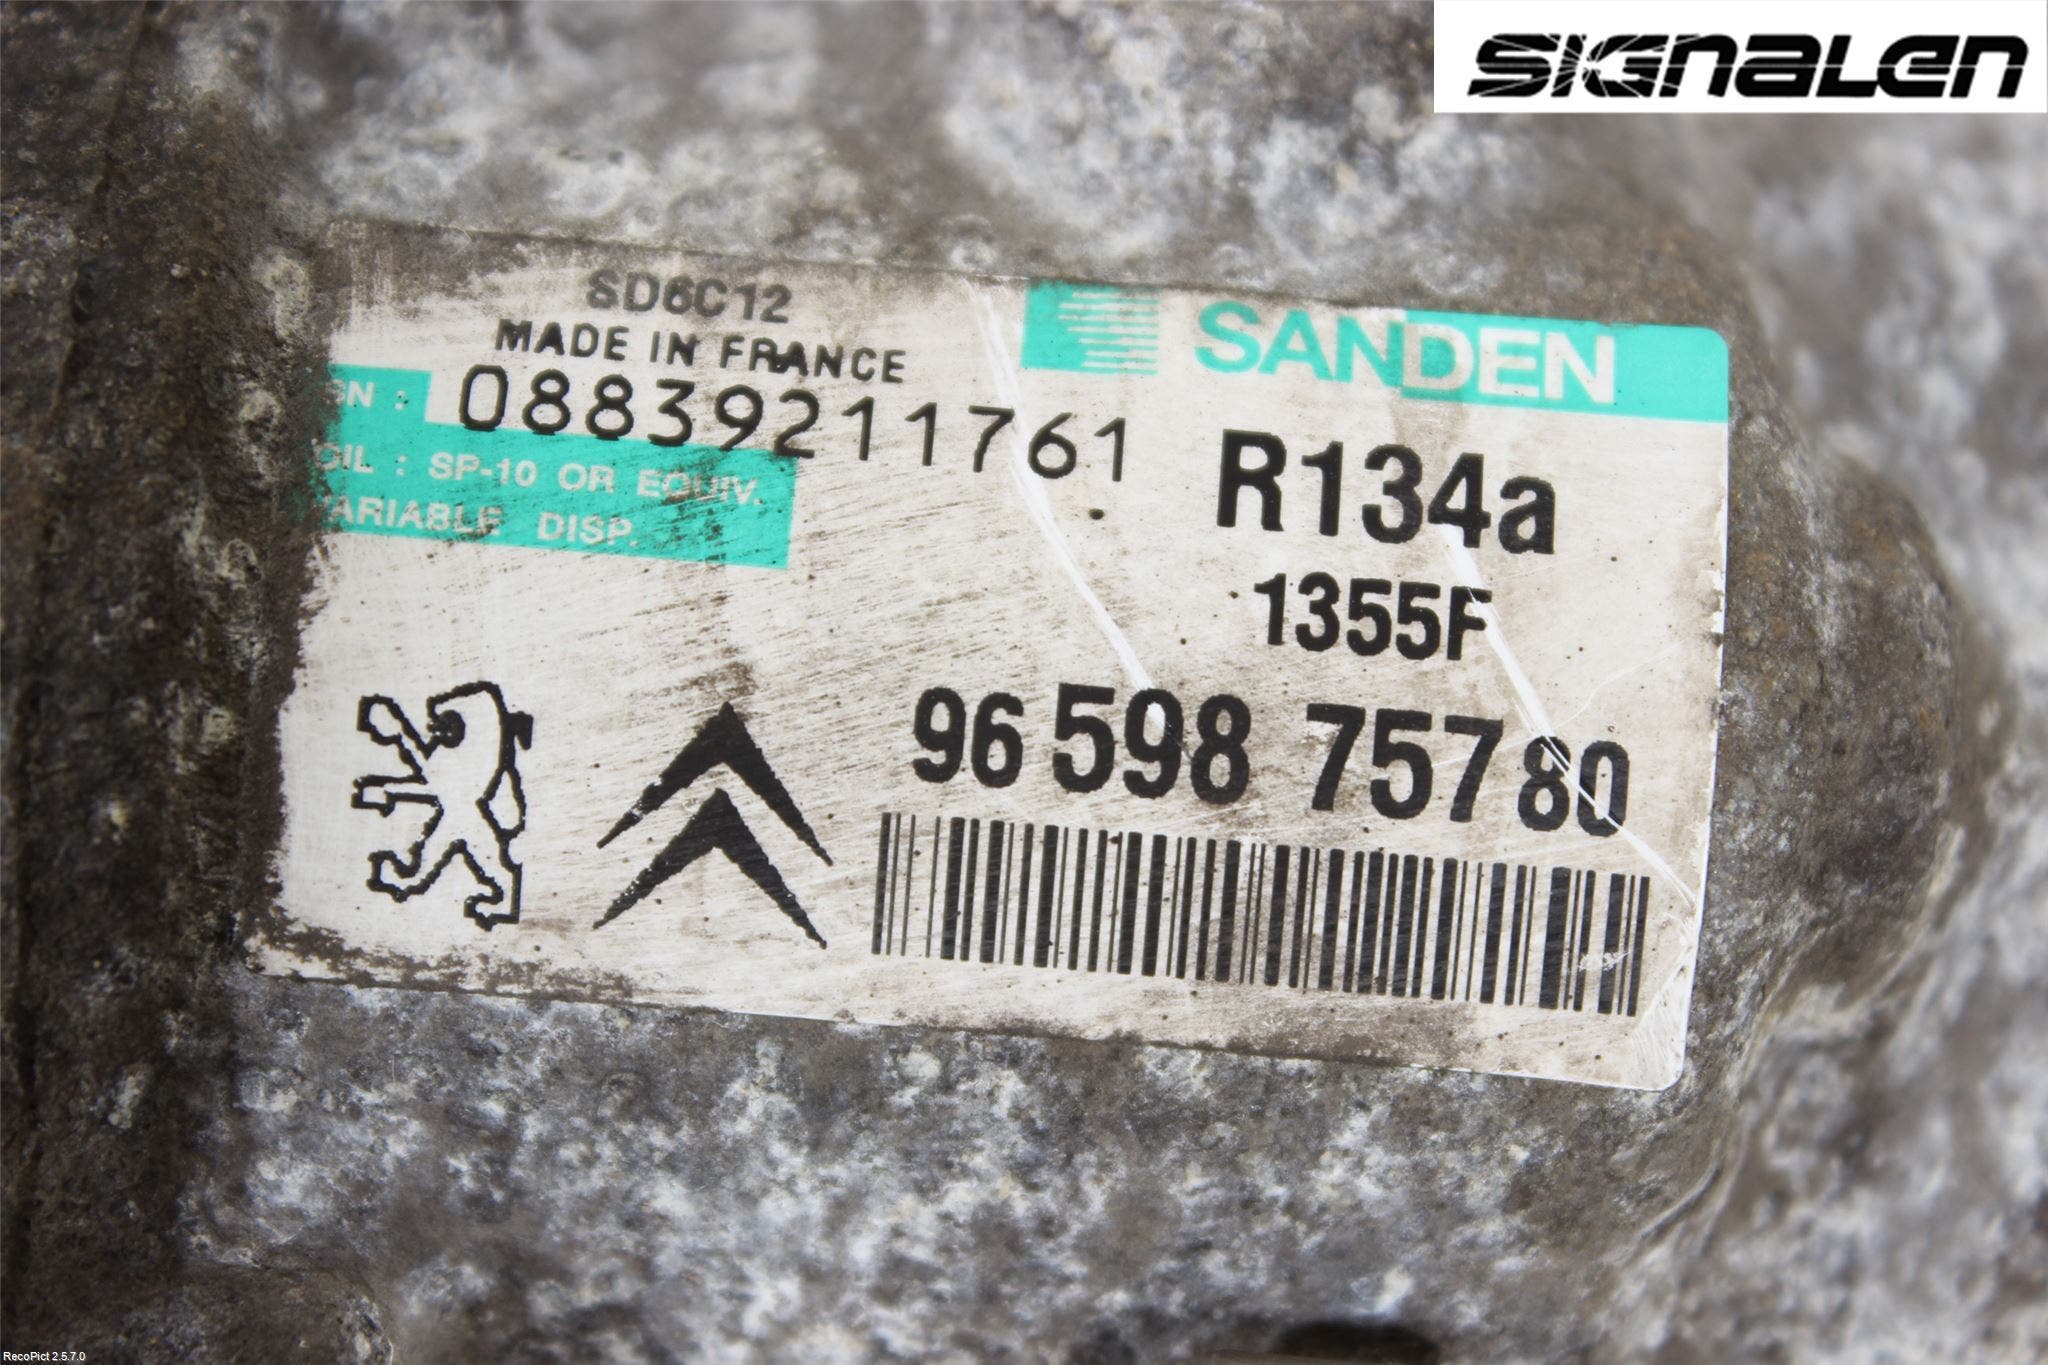 SIGNALEN
SD6C12
MADE IN FRANCE
SANDEN
SN : 08839211761
OIL : SP-10 OR EQUIV.
VARIABLE DISP.
R134a
1355F
96 598 757 80
RecoPict 2.5.7.0